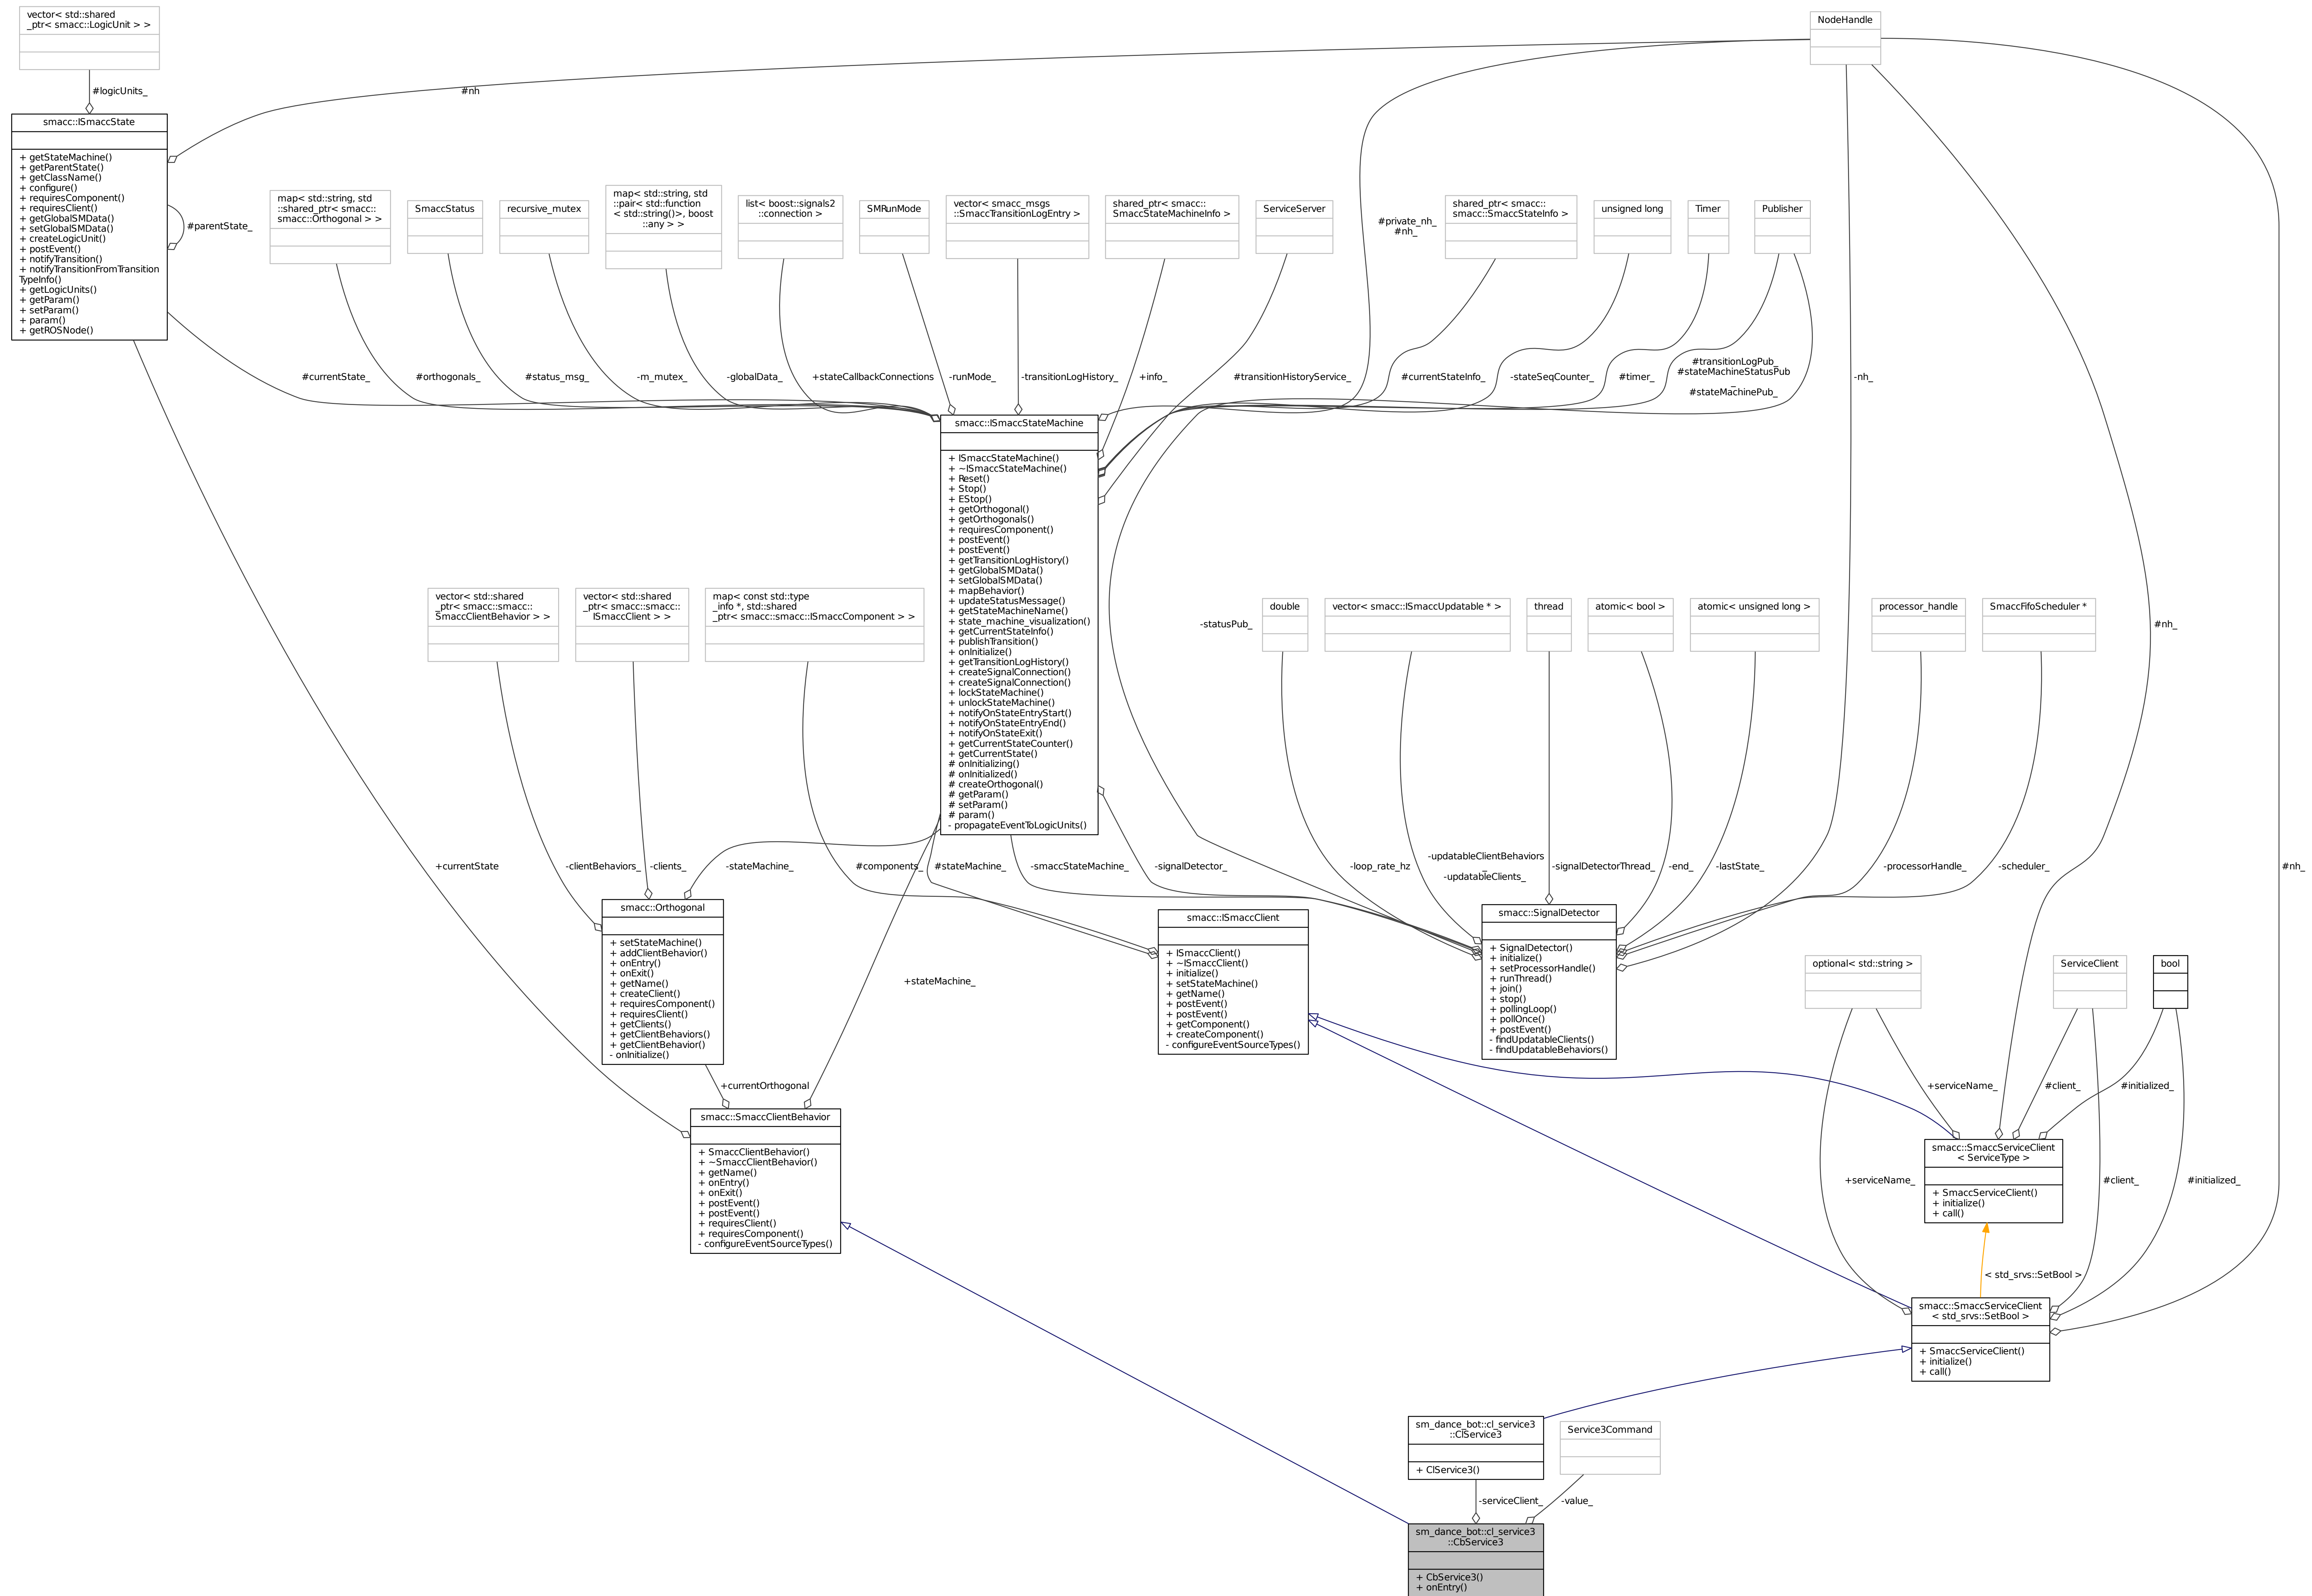 vector< std::shared
_ptr< smacc::LogicUnit > >
NodeHandle
#logicUnits_
#nh
smacc::ISmaccState
+ getStateMachine()
+ getParentState()
+ getClassName()
+ configure()
+ requiresComponent()
+ requiresClient()
+ getGlobalSMData()
+ setGlobalSMData()
+ createLogicUnit()
+ postEvent()
+ notifyTransition()
+ notifyTransitionFromTransition
TypeInfo()
+ getLogicUnits()
+ getParam()
+ setParam()
+ param()
+ getROSNode()
#parentState_
map< std::string, std
::shared_ptr< smacc::
smacc::Orthogonal > >
SmaccStatus
recursive_mutex
map< std::string, std
::pair< std::function
< std::string()>, boost
::any > >
list< boost::signals2
::connection >
SMRunMode
vector< smacc_msgs
::SmaccTransitionLogEntry >
shared_ptr< smacc::
SmaccStateMachineInfo >
ServiceServer
#private_nh_
#nh_
shared_ptr< smacc::
smacc::SmaccStateInfo >
unsigned long
Timer
Publisher
#currentState_
#orthogonals_
#status_msg_
-m_mutex_
-globalData_
+stateCallbackConnections
-runMode_
-transitionLogHistory_
+info_
#transitionHistoryService_
#currentStateInfo_
-stateSeqCounter_
#timer_
#transitionLogPub_
#stateMachineStatusPub
_
#stateMachinePub_
-nh_
smacc::ISmaccStateMachine
+ ISmaccStateMachine()
+ ~ISmaccStateMachine()
+ Reset()
+ Stop()
+ EStop()
+ getOrthogonal()
+ getOrthogonals()
+ requiresComponent()
+ postEvent()
+ postEvent()
+ getTransitionLogHistory()
+ getGlobalSMData()
+ setGlobalSMData()
+ mapBehavior()
+ updateStatusMessage()
+ getStateMachineName()
+ state_machine_visualization()
+ getCurrentStateInfo()
+ publishTransition()
+ onInitialize()
+ getTransitionLogHistory()
+ createSignalConnection()
+ createSignalConnection()
+ lockStateMachine()
+ unlockStateMachine()
+ notifyOnStateEntryStart()
+ notifyOnStateEntryEnd()
+ notifyOnStateExit()
+ getCurrentStateCounter()
+ getCurrentState()
# onInitializing()
# onInitialized()
# createOrthogonal()
# getParam()
# setParam()
# param()
- propagateEventToLogicUnits()
vector< std::shared
_ptr< smacc::smacc::
SmaccClientBehavior > >
vector< std::shared
_ptr< smacc::smacc::
ISmaccClient > >
map< const std::type
_info *, std::shared
_ptr< smacc::smacc::ISmaccComponent > >
-statusPub_
double
vector< smacc::ISmaccUpdatable * >
thread
atomic< bool >
atomic< unsigned long >
processor_handle
SmaccFifoScheduler *
#nh_
+currentState
-clientBehaviors_
-clients_
-stateMachine_
#components_
#stateMachine_
-smaccStateMachine_
-signalDetector_
-loop_rate_hz
-updatableClientBehaviors
_
-updatableClients_
-signalDetectorThread_
-end_
-lastState_
-processorHandle_
-scheduler_
#nh_
smacc::Orthogonal
+ setStateMachine()
+ addClientBehavior()
+ onEntry()
+ onExit()
+ getName()
+ createClient()
+ requiresComponent()
+ requiresClient()
+ getClients()
+ getClientBehaviors()
+ getClientBehavior()
- onInitialize()
+stateMachine_
smacc::ISmaccClient
+ ISmaccClient()
+ ~ISmaccClient()
+ initialize()
+ setStateMachine()
+ getName()
+ postEvent()
+ postEvent()
+ getComponent()
+ createComponent()
- configureEventSourceTypes()
smacc::SignalDetector
+ SignalDetector()
+ initialize()
+ setProcessorHandle()
+ runThread()
+ join()
+ stop()
+ pollingLoop()
+ pollOnce()
+ postEvent()
- findUpdatableClients()
- findUpdatableBehaviors()
optional< std::string >
ServiceClient
bool
+currentOrthogonal
+serviceName_
#client_
#initialized_
smacc::SmaccClientBehavior
+ SmaccClientBehavior()
+ ~SmaccClientBehavior()
+ getName()
+ onEntry()
+ onExit()
+ postEvent()
+ postEvent()
+ requiresClient()
+ requiresComponent()
- configureEventSourceTypes()
smacc::SmaccServiceClient
< ServiceType >
+ SmaccServiceClient()
+ initialize()
+ call()
+serviceName_
#client_
#initialized_
< std_srvs::SetBool >
smacc::SmaccServiceClient
< std_srvs::SetBool >
+ SmaccServiceClient()
+ initialize()
+ call()
sm_dance_bot::cl_service3
::ClService3
+ ClService3()
Service3Command
-serviceClient_
-value_
sm_dance_bot::cl_service3
::CbService3
+ CbService3()
+ onEntry()